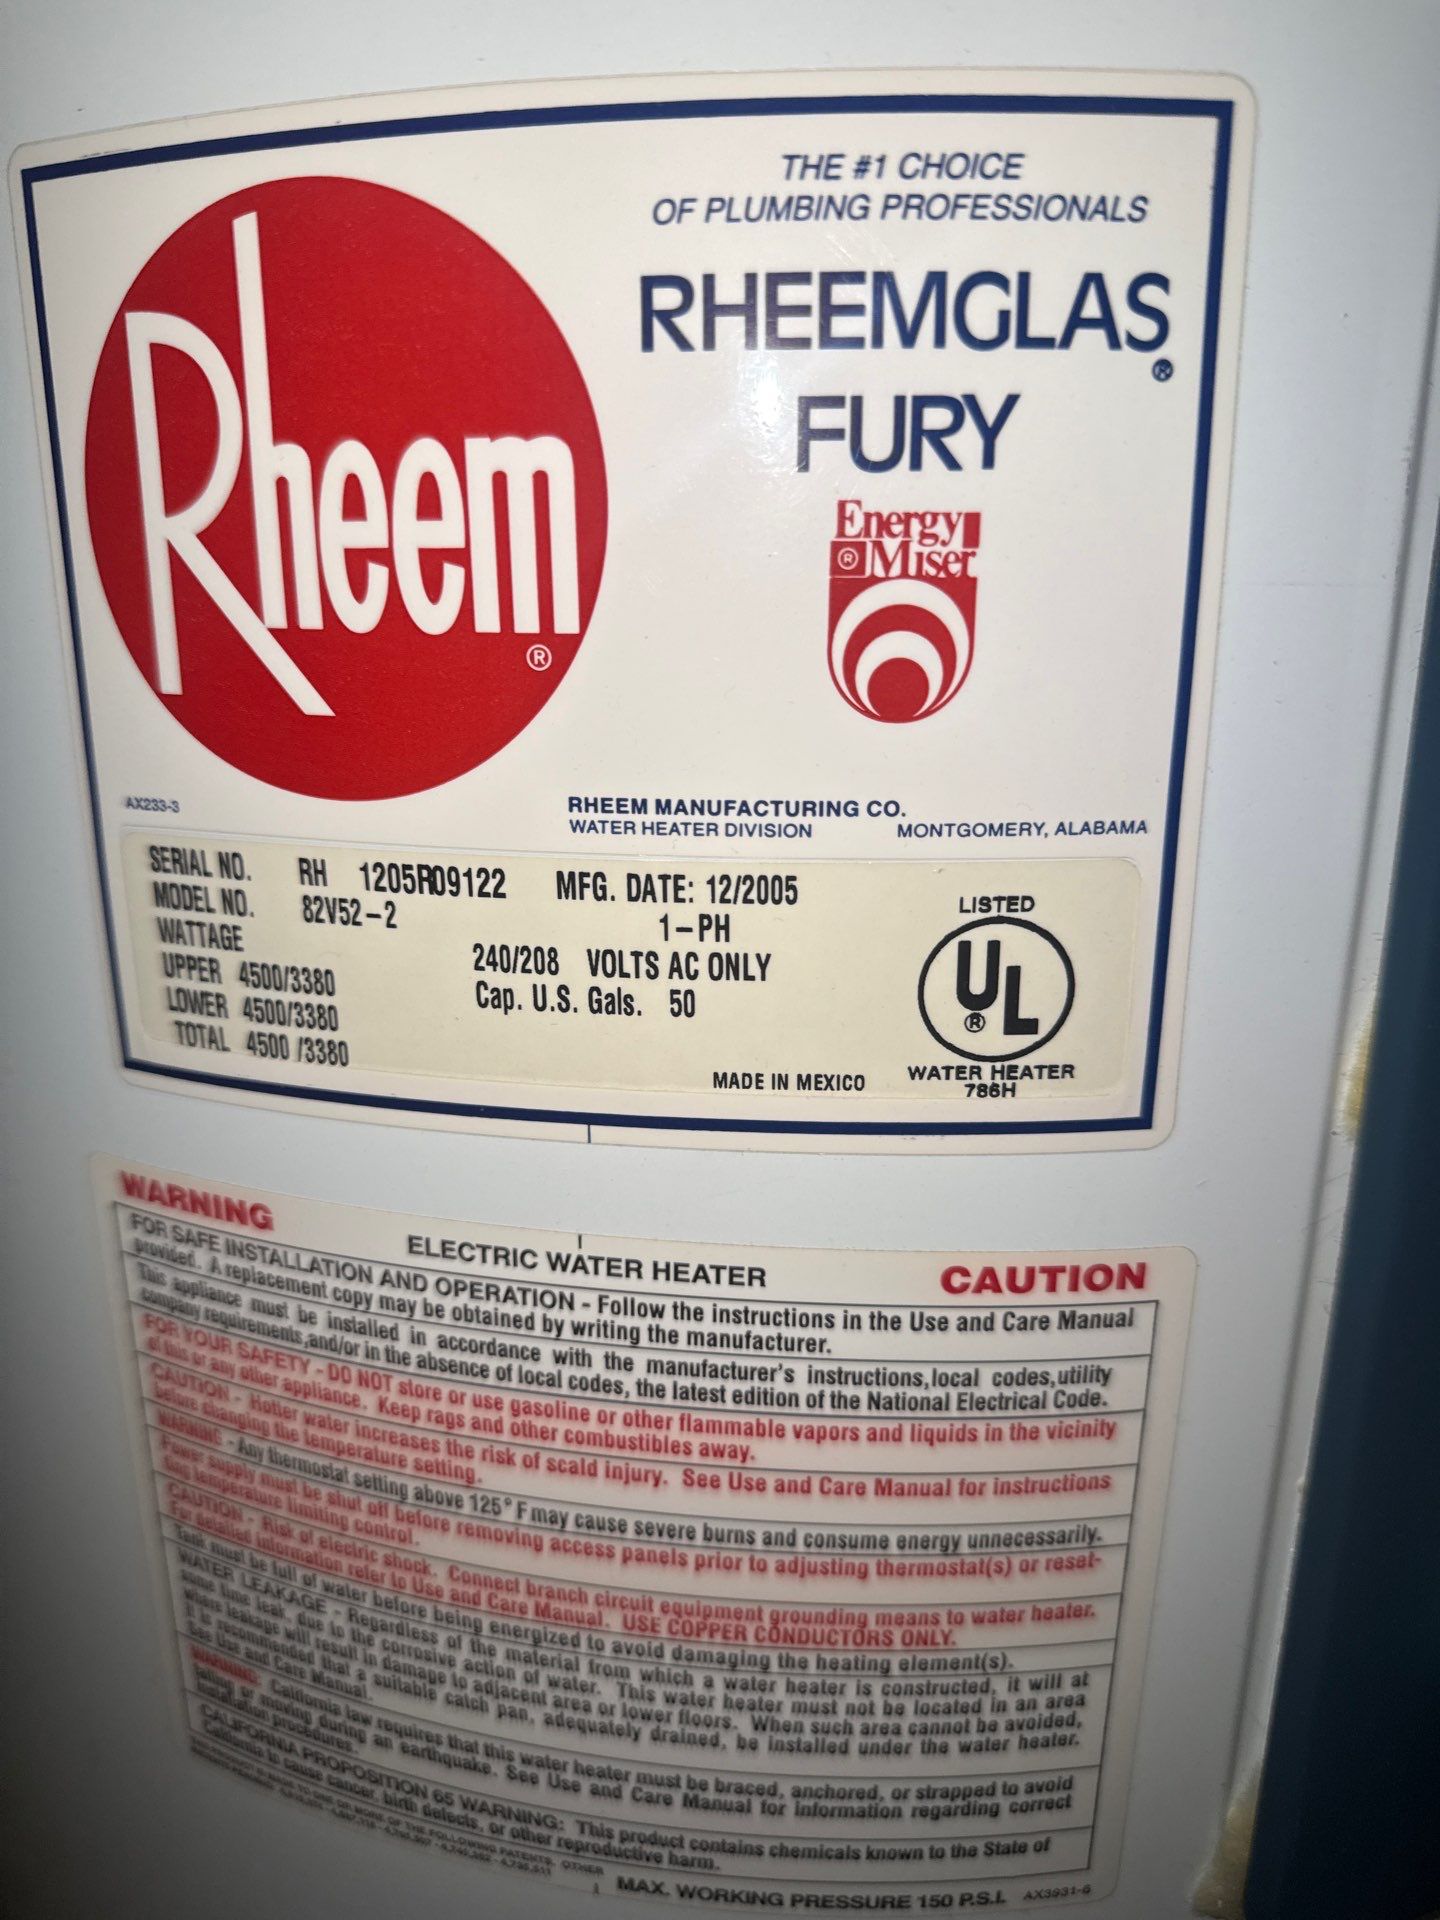 THE #1 CHOICE
OF PLUMBING PROFESSIONALS
Rheem
®
RHEEMGLAS
®
FURY
Energy
® Miser
AX233-3
RHEEM MANUFACTURING CO.
WATER HEATER DIVISION MONTGOMERY, ALABAMA
SERIAL NO. RH 1205R09122 MFG. DATE: 12/2005
MODEL NO. 82V52-2 1-PH
WATTAGE
UPPER 4500/3380 240/208 VOLTS AC ONLY
LOWER 4500/3380 Cap. U.S. Gals. 50
TOTAL 4500 /3380
MADE IN MEXICO
LISTED
UL
®
WATER HEATER
786H
WARNING
ELECTRIC WATER HEATER
CAUTION
FOR SAFE INSTALLATION AND OPERATION - Follow the instructions in the Use and Care Manual
provided. A replacement copy may be obtained by writing the manufacturer.
This appliance must be installed in accordance with the manufacturer's instructions, local codes, utility
company requirements, and/or in the absence of local codes, the latest edition of the National Electrical Code.
FOR YOUR SAFETY - DO NOT store or use gasoline or other flammable vapors and liquids in the vicinity
of this or any other appliance. Keep rags and other combustibles away.
CAUTION - Hotter water increases the risk of scald injury. See Use and Care Manual for instructions
before changing the temperature setting.
WARNING - Any thermostat setting above 125° F may cause severe burns and consume energy unnecessarily.
Power supply must be shut off before removing access panels prior to adjusting thermostat(s) or reset-
ting temperature limiting control.
CAUTION - Risk of electric shock. Connect branch circuit equipment grounding means to water heater.
For detailed information refer to Use and Care Manual. USE COPPER CONDUCTORS ONLY.
Tank must be full of water before being energized to avoid damaging the heating element(s).
WATER LEAKAGE - Regardless of the material from which a water heater is constructed, it will at
some time leak, due to the corrosive action of water. This water heater must not be located in an area
where leakage will result in damage to adjacent area or lower floors. When such area cannot be avoided,
it is recommended that a suitable catch pan, adequately drained, be installed under the water heater.
See Use and Care Manual.
WARNING: California law requires that this water heater must be braced, anchored, or strapped to avoid
falling or moving during an earthquake. See Use and Care Manual for information regarding correct
installation procedures.
CALIFORNIA PROPOSITION 65 WARNING: This product contains chemicals known to the State of
California to cause cancer, birth defects, or other reproductive harm.
MADE TO ONE OR MORE OF THE FOLLOWING PATENTS. OTHER
MAX. WORKING PRESSURE 150 P.S.I. AX3931-6